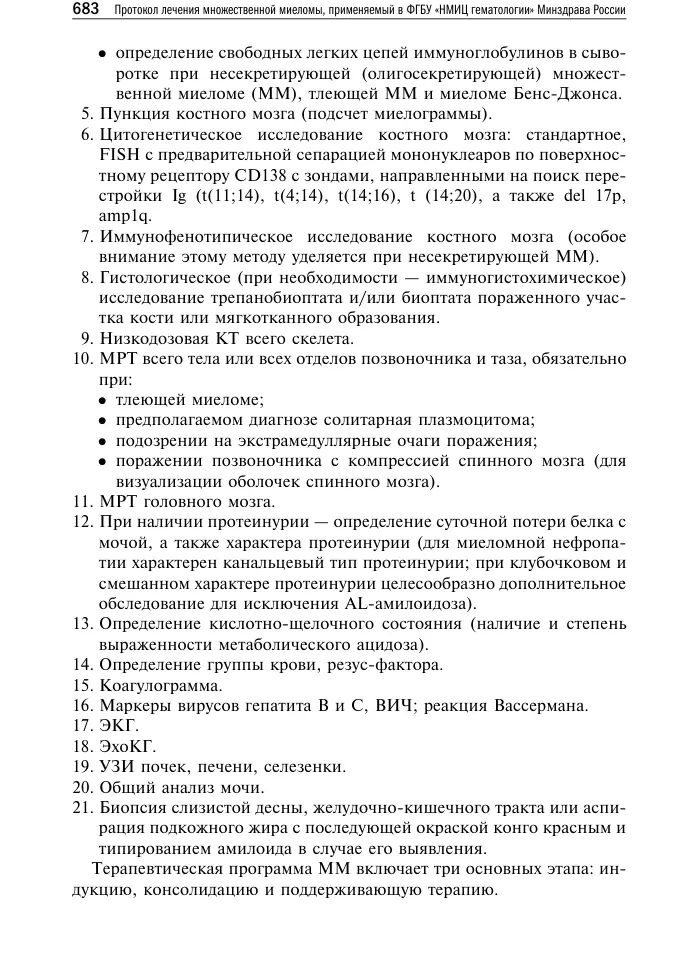 683 Протокол лечения множественной миеломы, применяемый в ФГБУ «НМИЦ гематологии» Минздрава России
● определение свободных легких цепей иммуноглобулинов в сыво-
ротке при несекретирующей (олигосекретирующей) множест-
венной миеломе (ММ), тлеющей ММ и миеломе Бенс-Джонса.
5. Пункция костного мозга (подсчет миелограммы).
6. Цитогенетическое исследование костного мозга: стандартное,
FISH с предварительной сепарацией мононуклеаров по поверхнос-
тному рецептору CD138 с зондами, направленными на поиск пере-
стройки Ig (t(11;14), t(4;14), t(14;16), t (14;20), а также del 17p,
amp1q.
7. Иммунофенотипическое исследование костного мозга (особое
внимание этому методу уделяется при несекретирующей ММ).
8. Гистологическое (при необходимости — иммуногистохимическое)
исследование трепанобиоптата и/или биоптата пораженного учас-
тка кости или мягкотканного образования.
9. Низкодозовая КТ всего скелета.
10. МРТ всего тела или всех отделов позвоночника и таза, обязательно
при:
● тлеющей миеломе;
● предполагаемом диагнозе солитарная плазмоцитома;
● подозрении на экстрамедуллярные очаги поражения;
● поражении позвоночника с компрессией спинного мозга (для
визуализации оболочек спинного мозга).
11. МРТ головного мозга.
12. При наличии протеинурии — определение суточной потери белка с
мочой, а также характера протеинурии (для миеломной нефропа-
тии характерен канальцевый тип протеинурии; при клубочковом и
смешанном характере протеинурии целесообразно дополнительное
обследование для исключения AL-амилоидоза).
13. Определение кислотно-щелочного состояния (наличие и степень
выраженности метаболического ацидоза).
14. Определение группы крови, резус-фактора.
15. Коагулограмма.
16. Маркеры вирусов гепатита В и С, ВИЧ; реакция Вассермана.
17. ЭКГ.
18. ЭхоКГ.
19. УЗИ почек, печени, селезенки.
20. Общий анализ мочи.
21. Биопсия слизистой десны, желудочно-кишечного тракта или аспи-
рация подкожного жира с последующей окраской конго красным и
типированием амилоида в случае его выявления.
Терапевтическая программа ММ включает три основных этапа: ин-
дукцию, консолидацию и поддерживающую терапию.